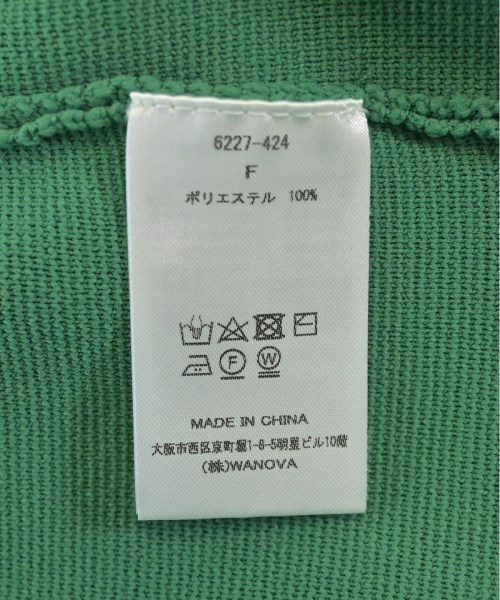 6227-424
F
ポリエステル 100%
F W
MADE IN CHINA
大阪市西区京町堀1-8-5明星ビル10階
(株)WANOVA